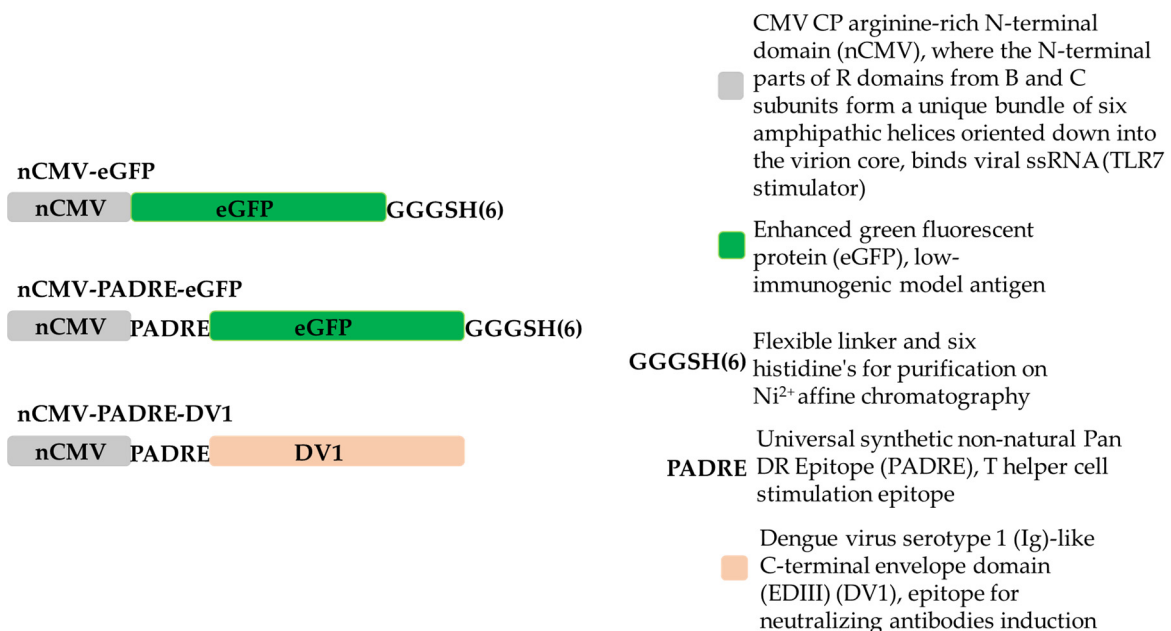 nCMV-eGFP
nCMV eGFP GGGSH(6)
nCMV-PADRE-eGFP
nCMV PADRE eGFP GGGSH(6)
nCMV-PADRE-DV1
nCMV PADRE DV1
CMV CP arginine-rich N-terminal
domain (nCMV), where the N-terminal
parts of R domains from B and C
subunits form a unique bundle of six
amphipathic helices oriented down into
the virion core, binds viral ssRNA (TLR7
stimulator)
Enhanced green fluorescent
protein (eGFP), low-
immunogenic model antigen
GGGSH(6) Flexible linker and six
histidine's for purification on
Ni²⁺ affine chromatography
Universal synthetic non-natural Pan
PADRE DR Epitope (PADRE), T helper cell
stimulation epitope
Dengue virus serotype 1 (Ig)-like
C-terminal envelope domain
(EDIII) (DV1), epitope for
neutralizing antibodies induction